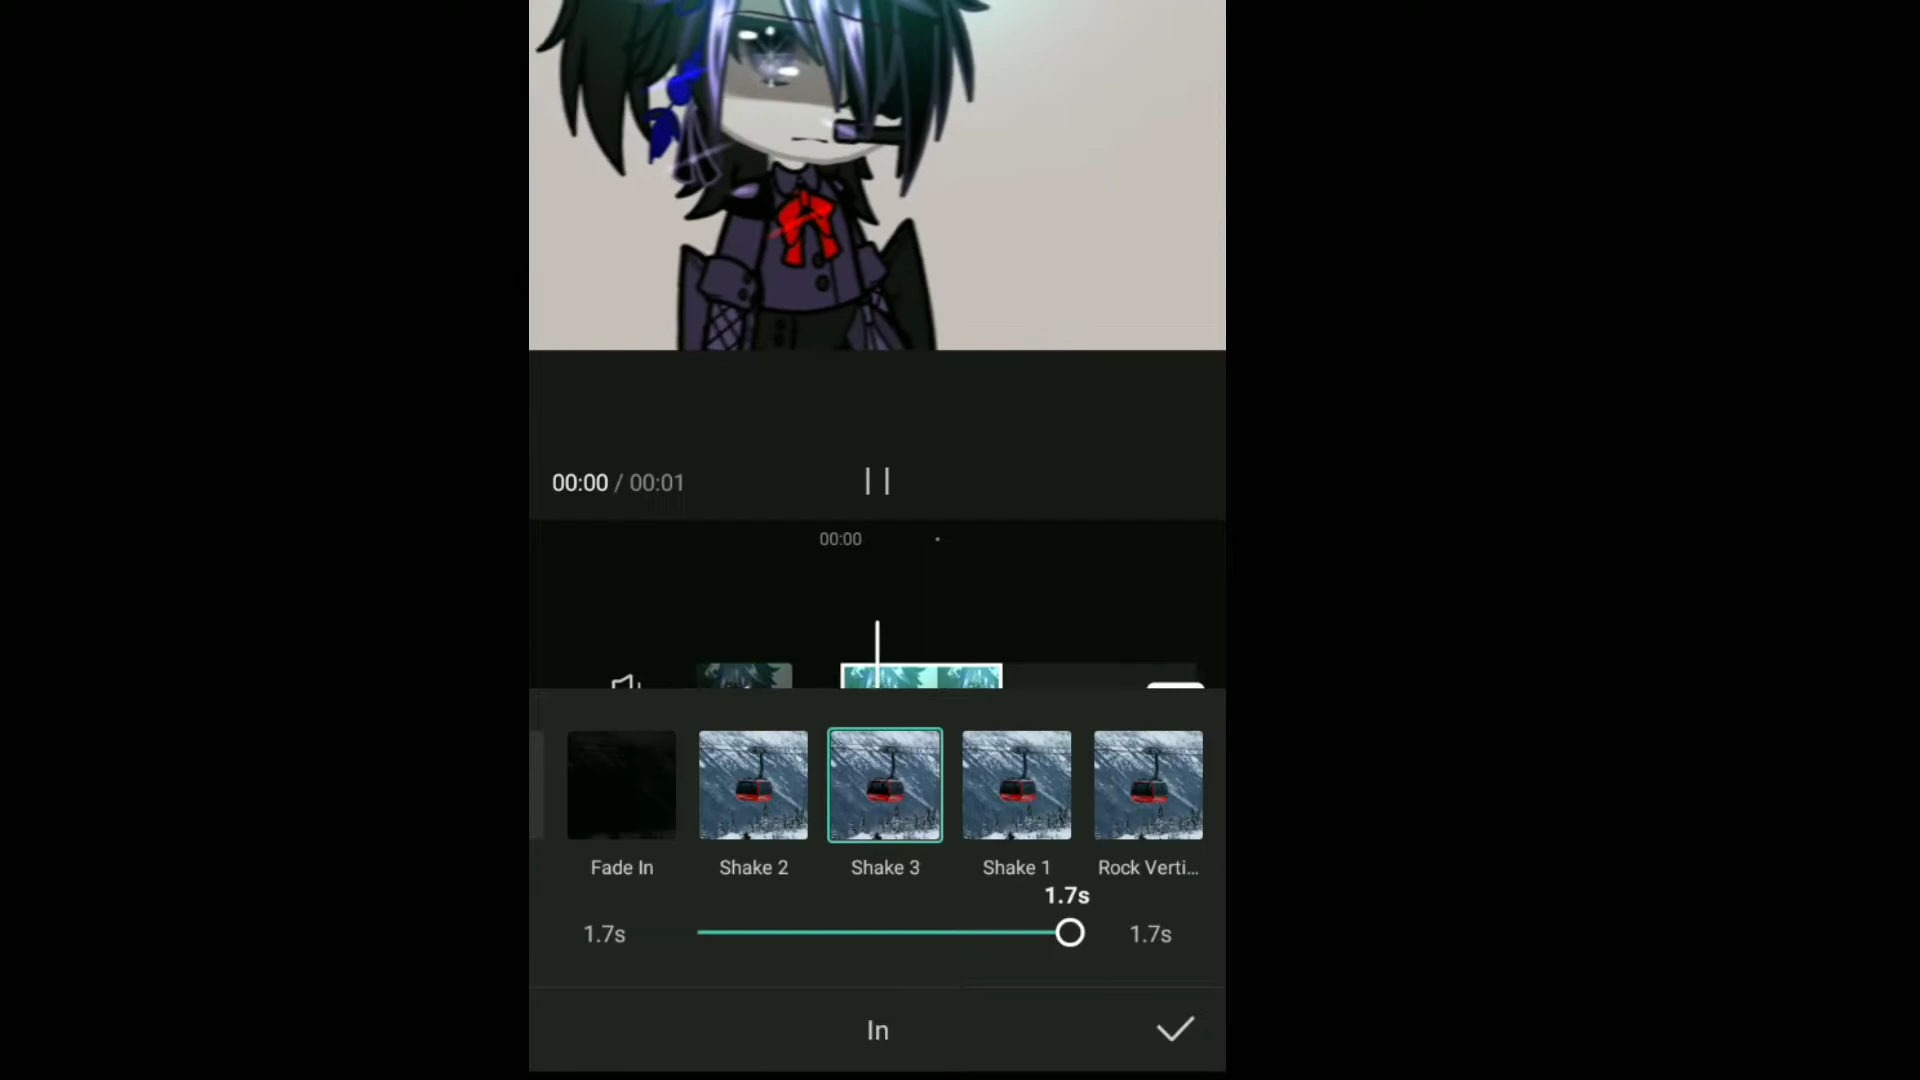 00:00 / 00:01
00:00
Fade In
Shake 2
Shake 3
Shake 1
Rock Verti...
1.7s
1.7s
1.7s
In